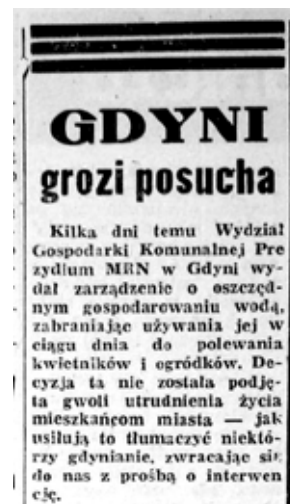 GDYNI
grozi posucha
Kilka dni temu Wydział
Gospodarki Komunalnej Pre
zydium MRN w Gdyni wy-
dał zarządzenie o oszczęd-
nym gospodarowaniu wodą,
zabraniając używania jej w
ciągu dnia do polewania
kwietników i ogródków. De-
cyzja ta nie została podję-
ta gwoli utrudnienia życia
mieszkańcom miasta — jak
usiłują to tłumaczyć niektó-
rzy gdynianie, zwracając się
do nas z prośbą o interwen
cję.